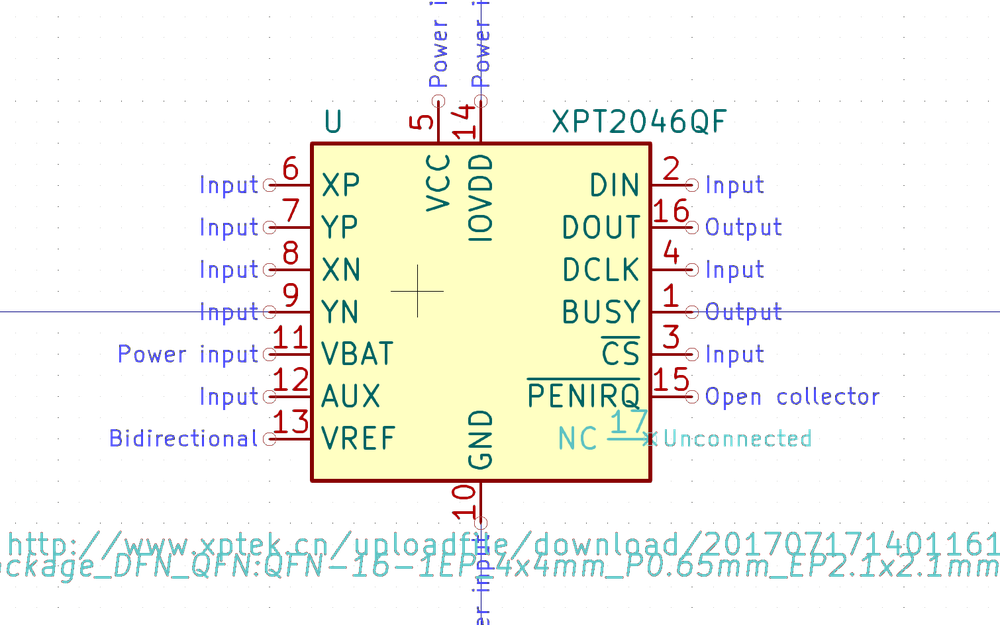 Power i
Power i
5
14
U
XPT2046QF
VCC
IOVDD
Input 6 XP
DIN 2 Input
Input 7 YP
DOUT 16 Output
Input 8 XN
DCLK 4 Input
Input 9 YN
BUSY 1 Output
Power input 11 VBAT
CS 3 Input
Input 12 AUX
PENIRQ 15 Open collector
Bidirectional 13 VREF
NC 17 Unconnected
GND
10
http://www.xptek.cn/uploadfile/download/201707171401161
ckage_DFN_QFN:QFN-16-1EP_4x4mm_P0.65mm_EP2.1x2.1mm
er input